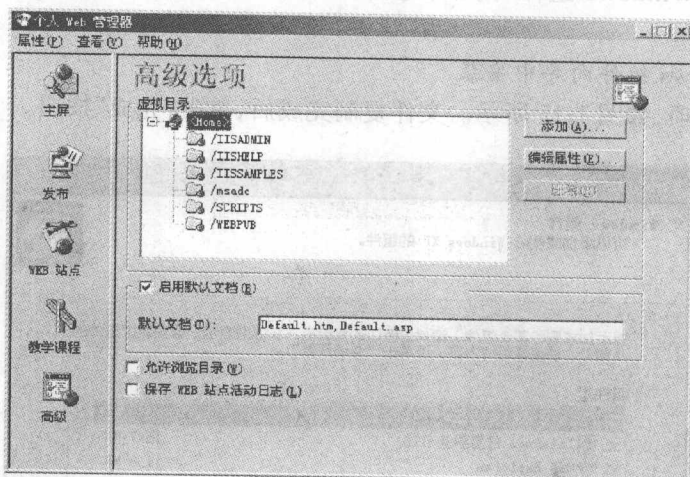 个人 Web 管理器
属性(P) 查看(V) 帮助(H)
主屏
发布
WEB 站点
教学课程
高级
高级选项
虚拟目录
<Home>
/IISADMIN
/IISHELP
/IISSAMPLES
/msadc
/SCRIPTS
/WEBPUB
添加(A)...
编辑属性(E)...
启用默认文档(E)
默认文档(D):
Default.htm,Default.asp
允许浏览目录(W)
保存 WEB 站点活动日志(L)